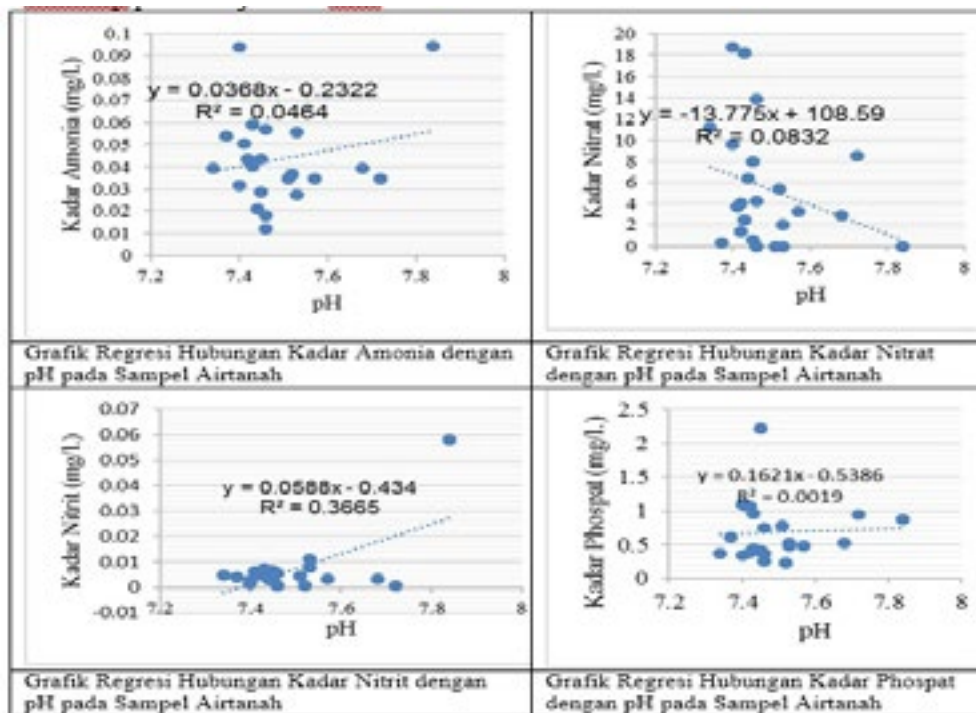 0.1
0.09
0.08
0.07
0.06
0.05
0.04
0.03
0.02
0.01
0
Kadar Amonia (mg/l.)
y = 0.0368x - 0.2322
R² = 0.0464
7.2 7.4 7.6 7.8 8
pH
20
18
16
14
12
10
8
6
4
2
0
Kadar Nitrat (mg/l.)
y = -13.775x + 108.59
R² = 0.0832
7.2 7.4 7.6 7.8 8
pH
Grafik Regresi Hubungan Kadar Amonia dengan
pH pada Sampel Airtanah
Grafik Regresi Hubungan Kadar Nitrat
dengan pH pada Sampel Airtanah
0.07
0.06
0.05
0.04
0.03
0.02
0.01
0
-0.01
Kadar Nitrit (mg/l.)
y = 0.0588x - 0.434
R² = 0.3665
7.2 7.4 7.6 7.8 8
pH
2.5
2
1.5
1
0.5
0
Kadar Phospat (mg/l.)
y = 0.1621x - 0.5386
R² = 0.0019
7.2 7.4 7.6 7.8 8
pH
Grafik Regresi Hubungan Kadar Nitrit dengan
pH pada Sampel Airtanah
Grafik Regresi Hubungan Kadar Phospat
dengan pH pada Sampel Airtanah